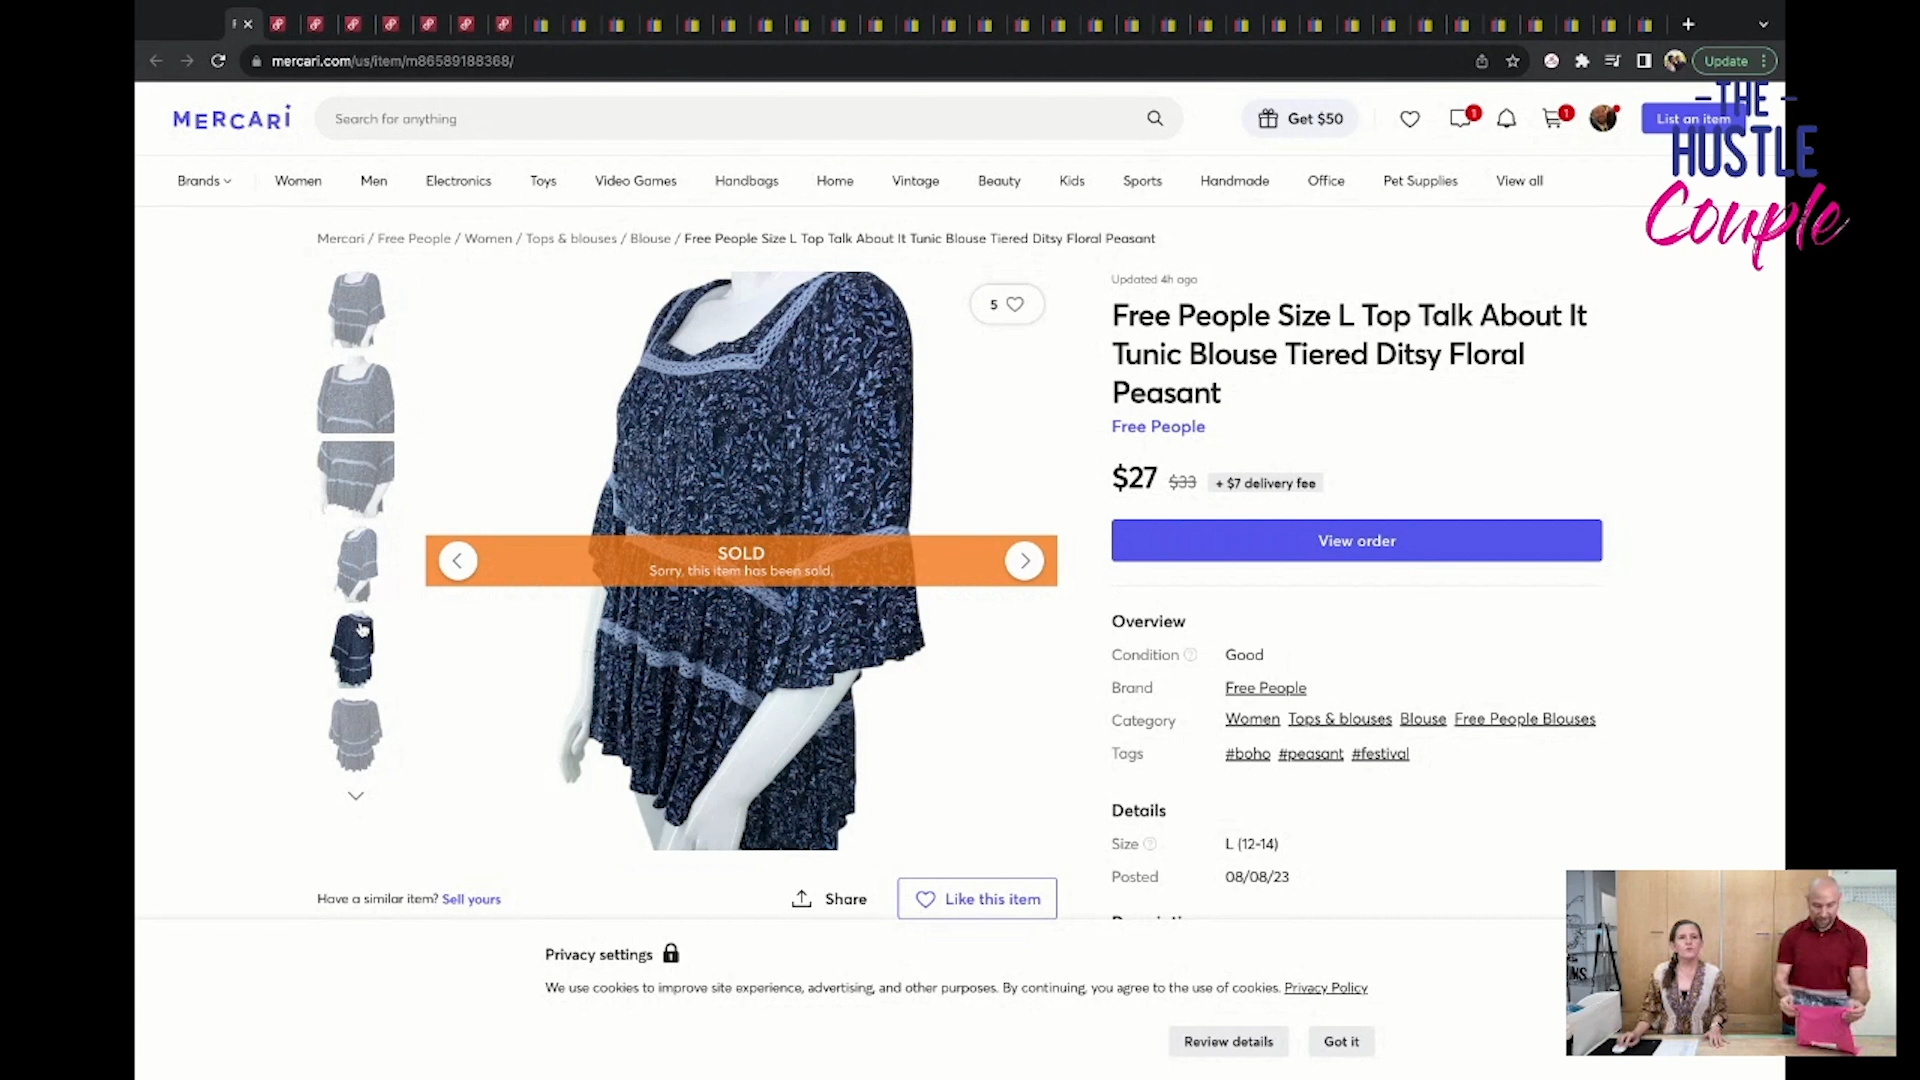 mercari.com/us/item/m86589188368/
Update
THE
HUSTLE
Couple
MERCARI
Search for anything
Get $50
1
1
List an item
Brands
Women
Men
Electronics
Toys
Video Games
Handbags
Home
Vintage
Beauty
Kids
Sports
Handmade
Office
Pet Supplies
View all
Mercari / Free People / Women / Tops & blouses / Blouse / Free People Size L Top Talk About It Tunic Blouse Tiered Ditsy Floral Peasant
5
SOLD
Sorry, this item has been sold.
Have a similar item? Sell yours
Share
Like this item
Updated 4h ago
Free People Size L Top Talk About It
Tunic Blouse Tiered Ditsy Floral
Peasant
Free People
$27 $33 + $7 delivery fee
View order
Overview
Condition Good
Brand Free People
Category Women Tops & blouses Blouse Free People Blouses
Tags #boho #peasant #festival
Details
Size L (12-14)
Posted 08/08/23
Privacy settings
We use cookies to improve site experience, advertising, and other purposes. By continuing, you agree to the use of cookies. Privacy Policy
Review details
Got it